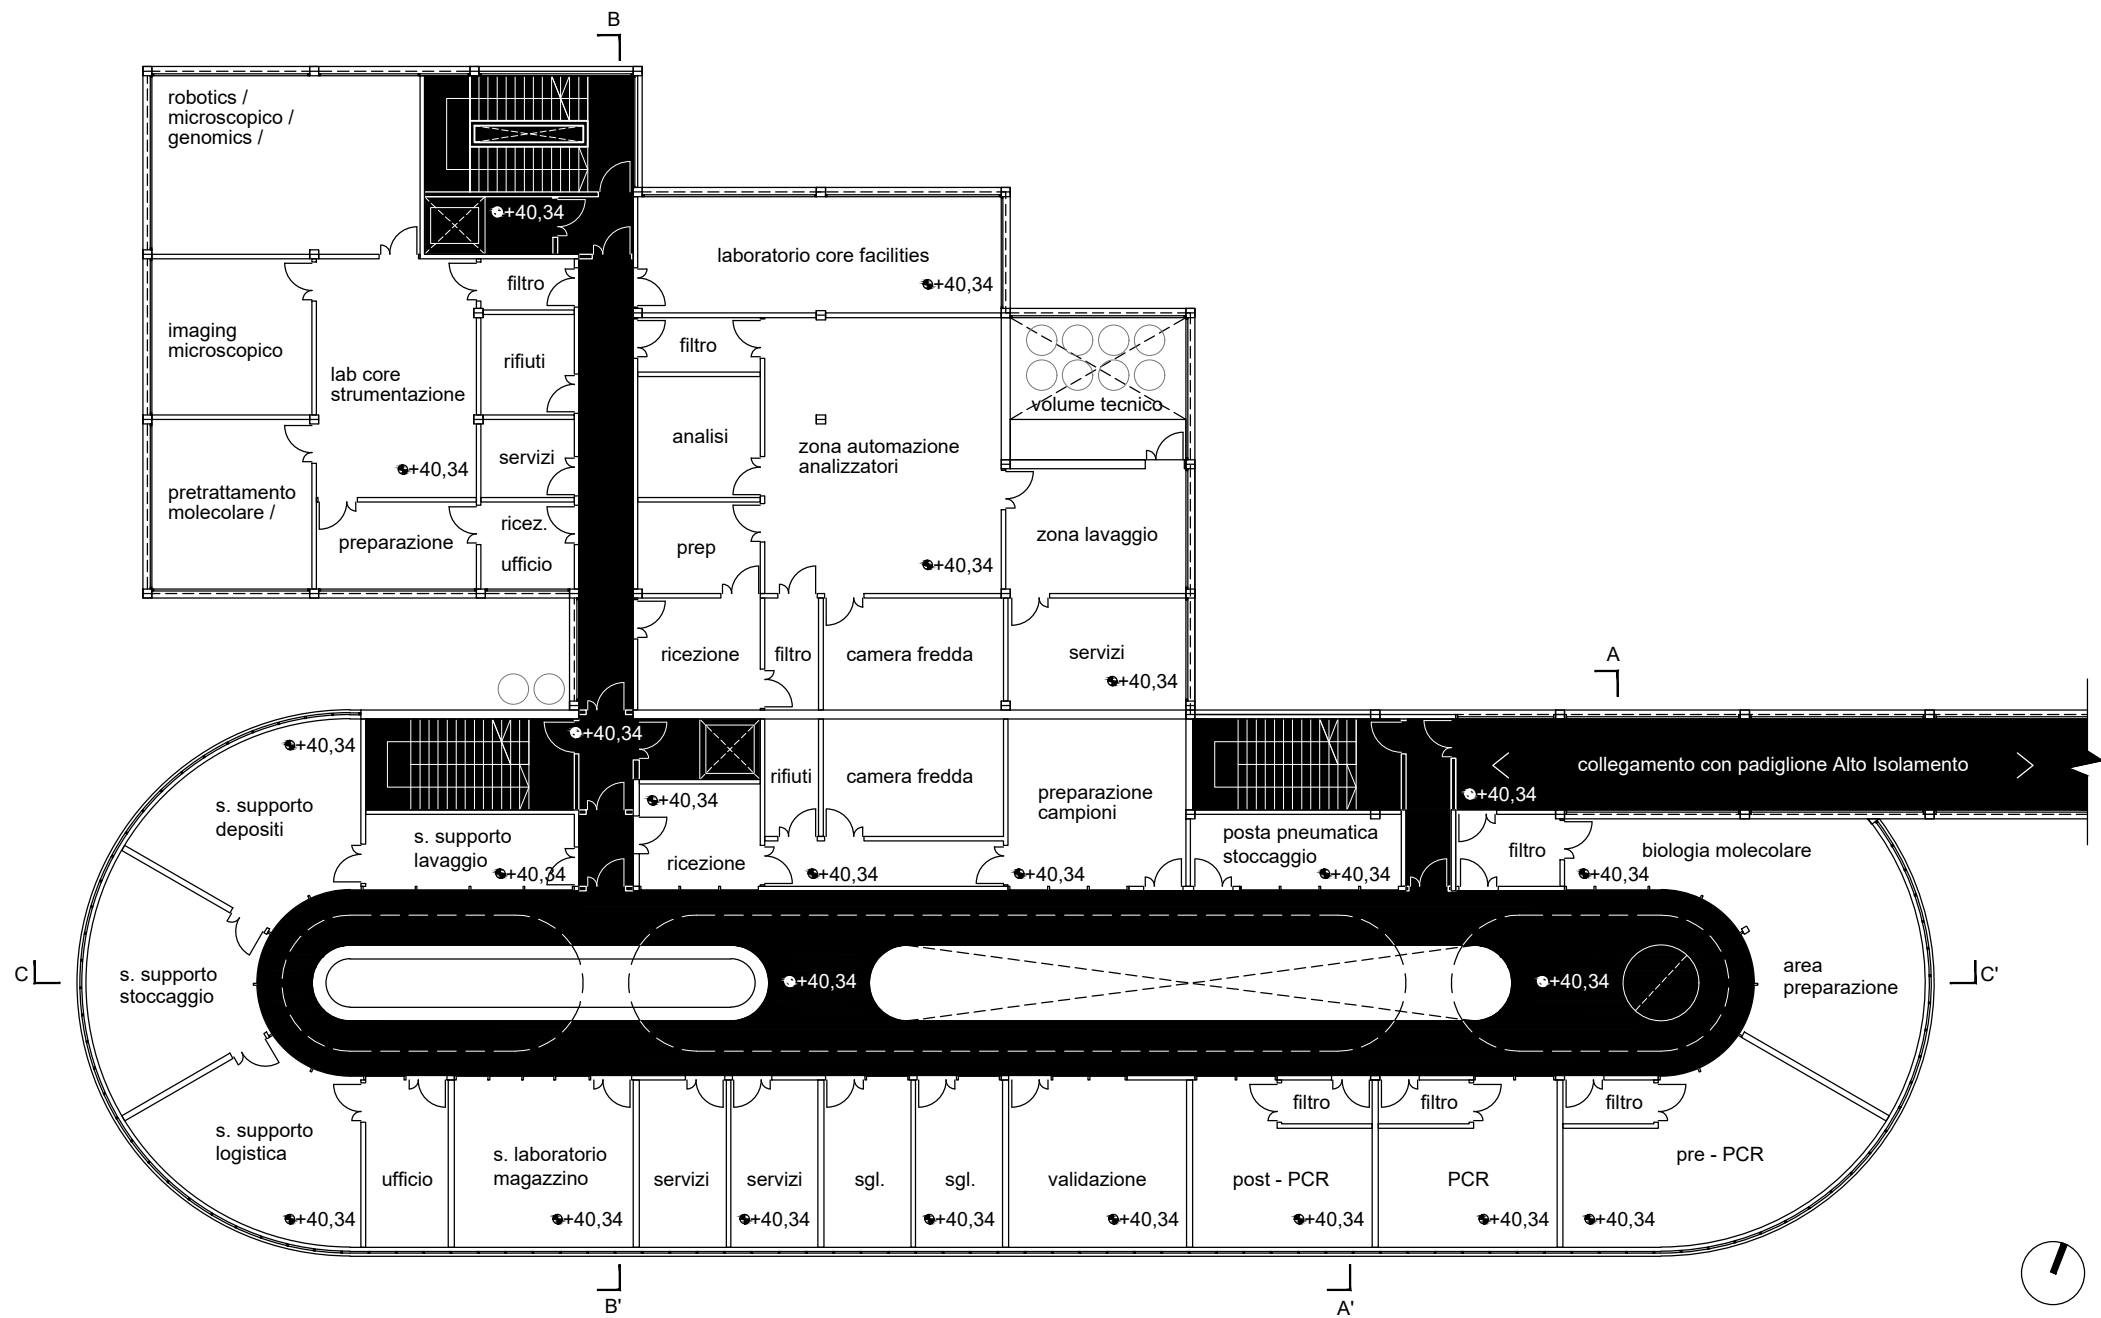 B
robotics /
microscopico /
genomics /
+40,34
laboratorio core facilities
+40,34
filtro
imaging
microscopico
rifiuti
filtro
lab core
strumentazione
volume tecnico
analisi
zona automazione
analizzatori
servizi
+40,34
pretrattamento
molecolare /
ricez.
preparazione
ufficio
prep
zona lavaggio
+40,34
ricezione
filtro
camera fredda
servizi
+40,34
A
+40,34
+40,34
collegamento con padiglione Alto Isolamento
rifiuti
camera fredda
+40,34
preparazione
campioni
+40,34
s. supporto
depositi
s. supporto
lavaggio
+40,34
ricezione
+40,34
+40,34
posta pneumatica
stoccaggio
+40,34
filtro
biologia molecolare
+40,34
C
s. supporto
stoccaggio
+40,34
+40,34
area
preparazione
C'
filtro
filtro
filtro
s. supporto
logistica
ufficio
s. laboratorio
magazzino
servizi
servizi
sgl.
sgl.
validazione
post - PCR
PCR
pre - PCR
+40,34
+40,34
+40,34
+40,34
+40,34
+40,34
+40,34
+40,34
B'
A'